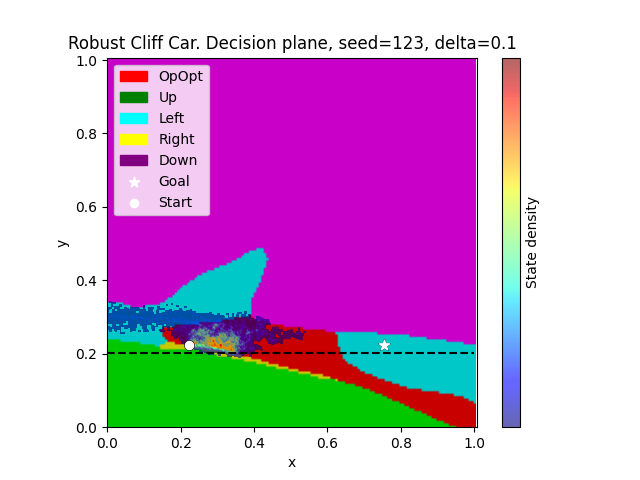 Robust Cliff Car. Decision plane, seed=123, delta=0.1
1.0
0.8
0.6
0.4
0.2
0.0
y
OpOpt
Up
Left
Right
Down
Goal
Start
State density
0.0 0.2 0.4 0.6 0.8 1.0
x